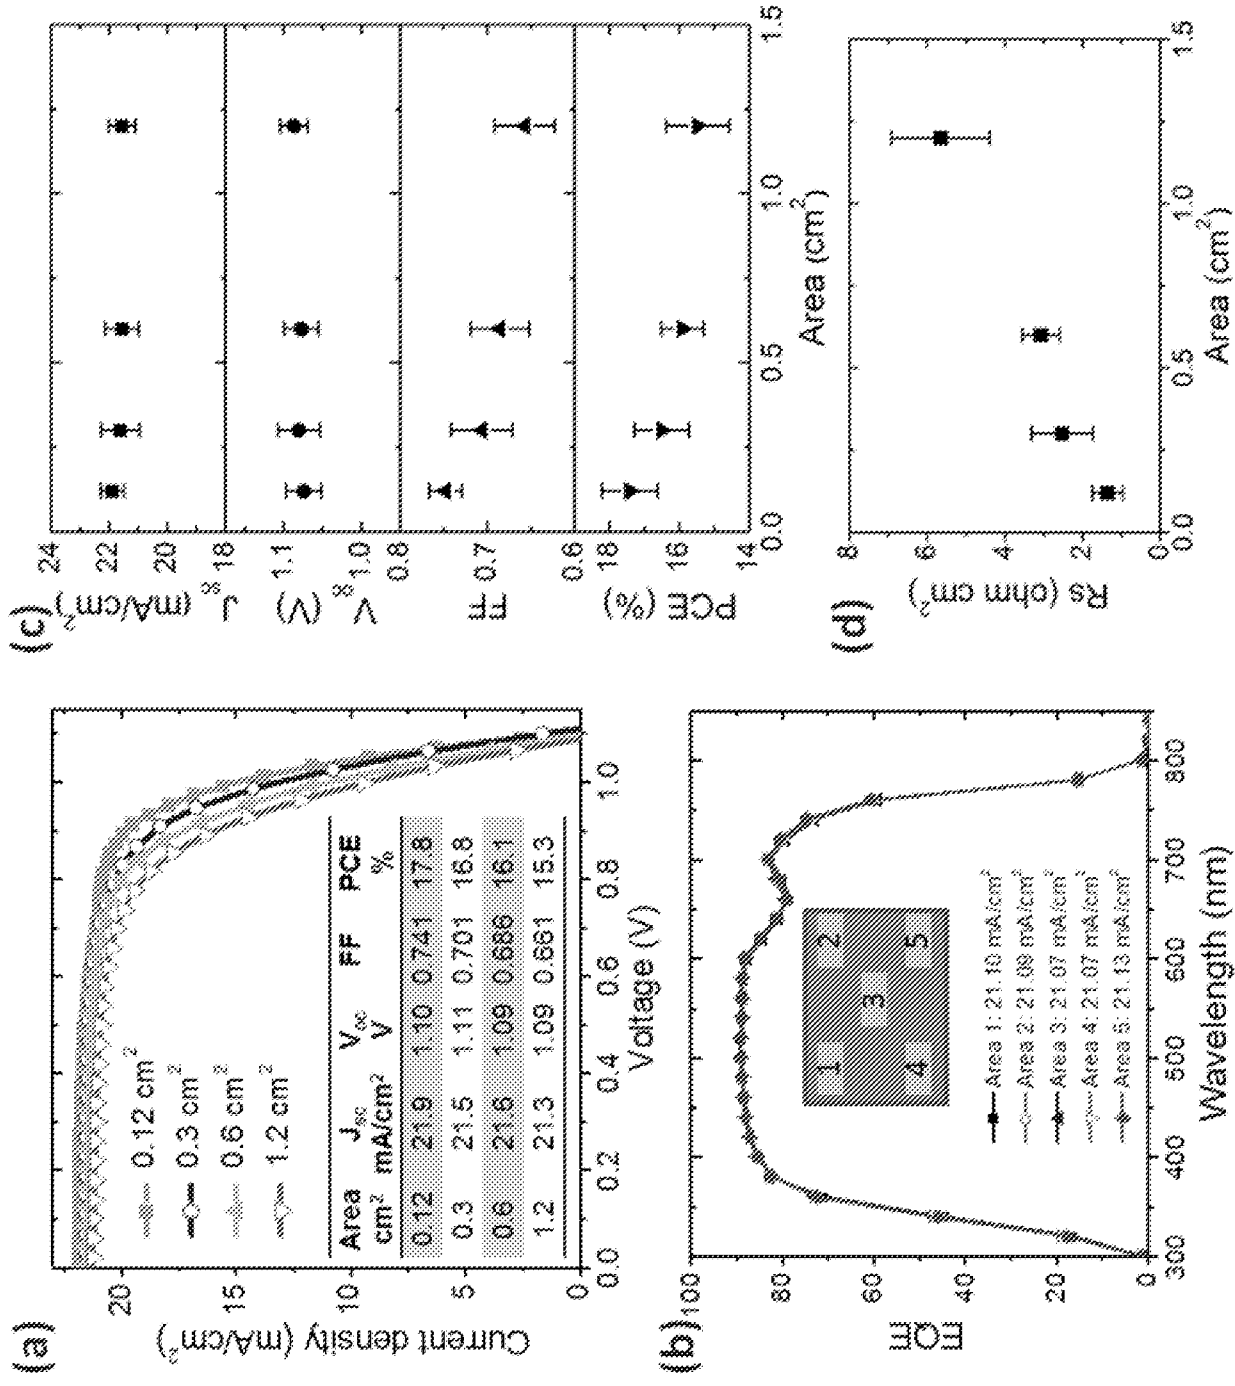 (a)
Current density (mA/cm²)
20
15
10
5
0
0.12 cm²
0.3 cm²
0.6 cm²
1.2 cm²
Area Jsc Voc FF PCE
cm² mA/cm² V %
0.12 21.9 1.10 0.741 17.8
0.3 21.5 1.11 0.701 16.8
0.6 21.6 1.09 0.686 16.1
1.2 21.3 1.09 0.661 15.3
0.0 0.2 0.4 0.6 0.8 1.0
Voltage (V)
(b)
EQE
100
80
60
40
20
0
1 2
3
4 5
Area 1: 21.10 mA/cm²
Area 2: 21.09 mA/cm²
Area 3: 21.07 mA/cm²
Area 4: 21.07 mA/cm²
Area 5: 21.13 mA/cm²
300 400 500 600 700 800
Wavelength (nm)
(c)
Jsc (mA/cm²)
24
22
20
18
Voc (V)
1.1
1.0
FF
0.8
0.7
0.6
PCE (%)
18
16
14
0.0 0.5 1.0 1.5
Area (cm²)
(d)
Rs (ohm cm²)
8
6
4
2
0
0.0 0.5 1.0 1.5
Area (cm²)